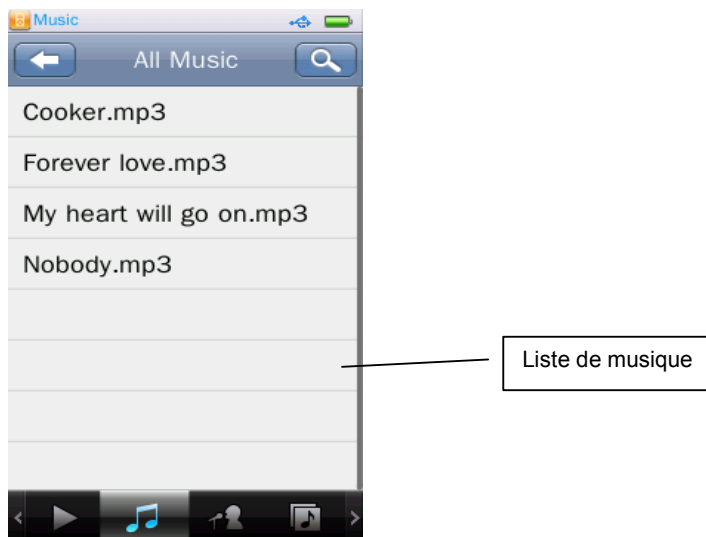 Music
All Music
Cooker.mp3
Forever love.mp3
My heart will go on.mp3
Nobody.mp3
Liste de musique